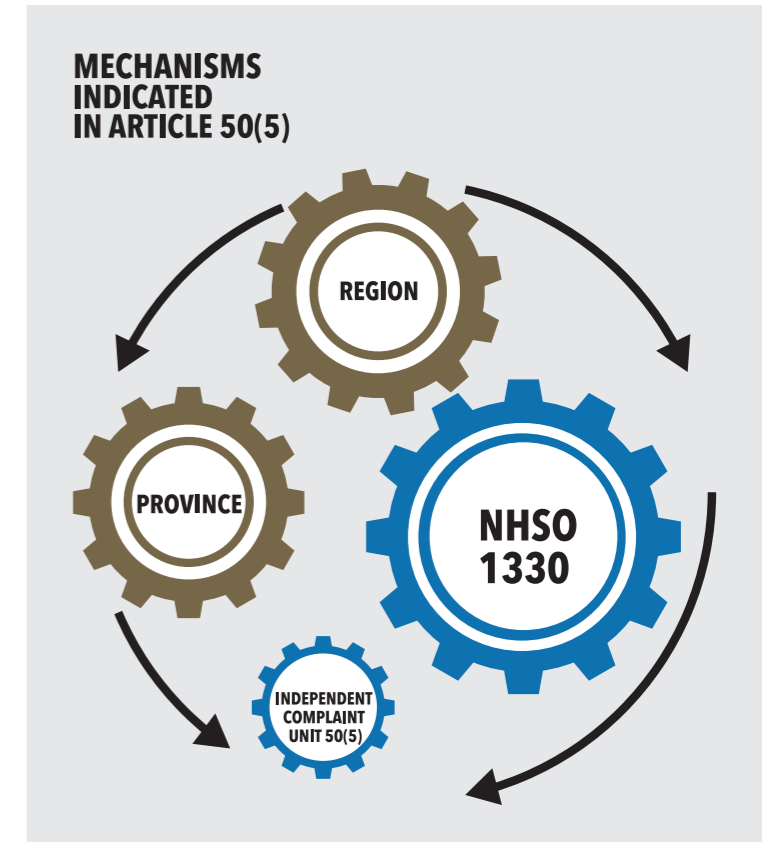 MECHANISMS
INDICATED
IN ARTICLE 50(5)
REGION
PROVINCE
NHSO
1330
INDEPENDENT
COMPLAINT
UNIT 50(5)